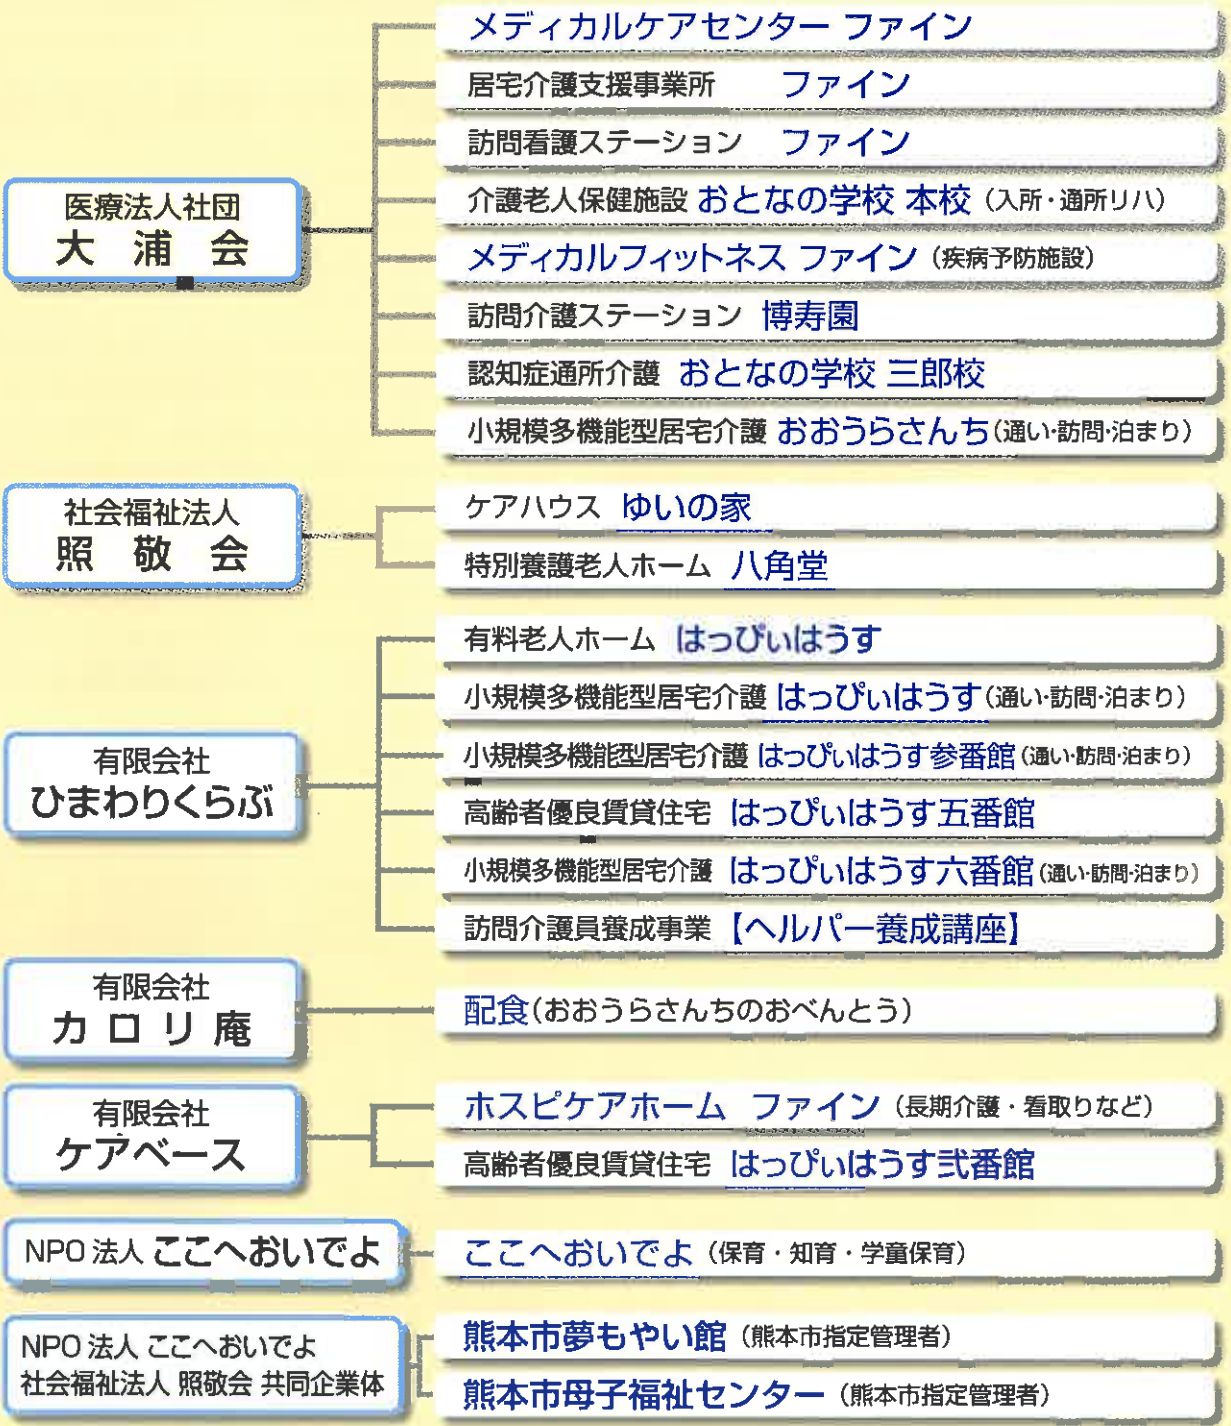 医療法人社団
大浦会
メディカルケアセンター ファイン
居宅介護支援事業所 ファイン
訪問看護ステーション ファイン
介護老人保健施設 おとなの学校 本校（入所・通所リハ）
メディカルフィットネス ファイン（疾病予防施設）
訪問介護ステーション 博寿園
認知症通所介護 おとなの学校 三郎校
小規模多機能型居宅介護 おおうらさんち（通い・訪問・泊まり）
社会福祉法人
照敬会
ケアハウス ゆいの家
特別養護老人ホーム 八角堂
有限会社
ひまわりくらぶ
有料老人ホーム はっぴぃはうす
小規模多機能型居宅介護 はっぴぃはうす（通い・訪問・泊まり）
小規模多機能型居宅介護 はっぴぃはうす参番館（通い・訪問・泊まり）
高齢者優良賃貸住宅 はっぴぃはうす五番館
小規模多機能型居宅介護 はっぴぃはうす六番館（通い・訪問・泊まり）
訪問介護員養成事業【ヘルパー養成講座】
有限会社
カロリ庵
配食（おおうらさんちのおべんとう）
有限会社
ケアベース
ホスピケアホーム ファイン（長期介護・看取りなど）
高齢者優良賃貸住宅 はっぴぃはうす弐番館
NPO 法人 ここへおいでよ
ここへおいでよ（保育・知育・学童保育）
NPO 法人 ここへおいでよ
社会福祉法人 照敬会 共同企業体
熊本市夢もやい館（熊本市指定管理者）
熊本市母子福祉センター（熊本市指定管理者）